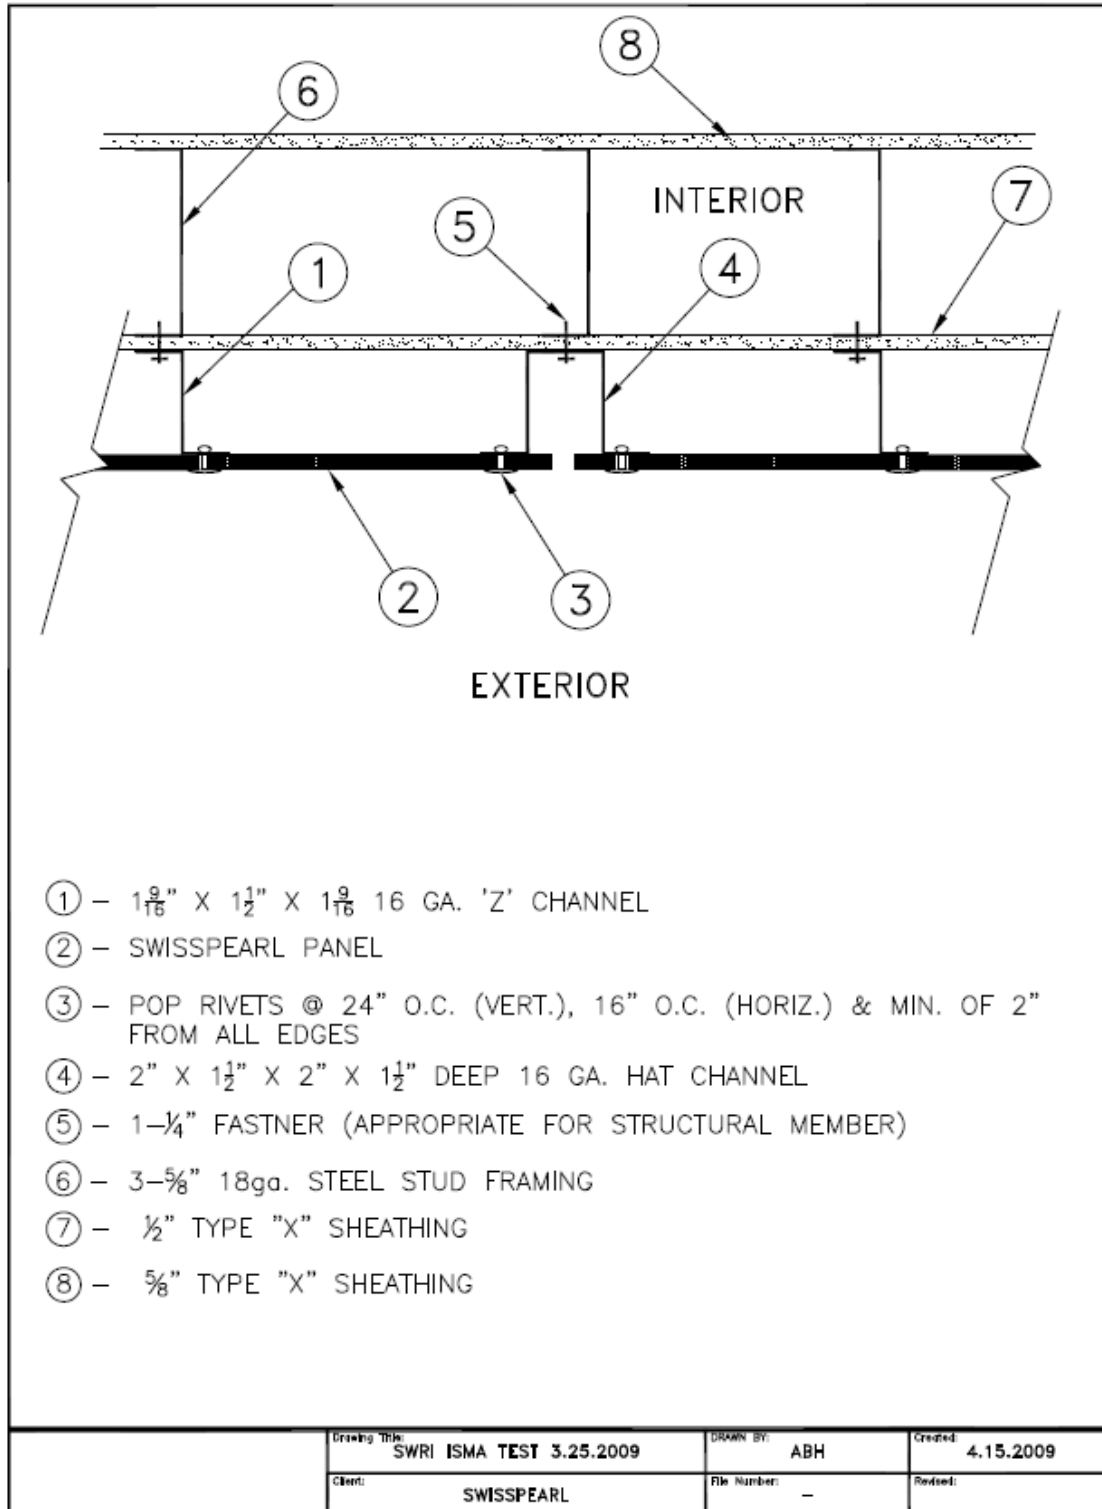 8
6
INTERIOR
7
5
4
1
2
3
EXTERIOR
1 – 1 9/16" X 1 1/2" X 1 9/16 16 GA. 'Z' CHANNEL
2 – SWISSPEARL PANEL
3 – POP RIVETS @ 24" O.C. (VERT.), 16" O.C. (HORIZ.) & MIN. OF 2"
FROM ALL EDGES
4 – 2" X 1 1/2" X 2" X 1 1/2" DEEP 16 GA. HAT CHANNEL
5 – 1–1/4" FASTNER (APPROPRIATE FOR STRUCTURAL MEMBER)
6 – 3–5/8" 18ga. STEEL STUD FRAMING
7 – 1/2" TYPE "X" SHEATHING
8 – 5/8" TYPE "X" SHEATHING
Drawing Title: SWRI ISMA TEST 3.25.2009
DRAWN BY: ABH
Created: 4.15.2009
Client: SWISSPEARL
File Number: –
Revised: